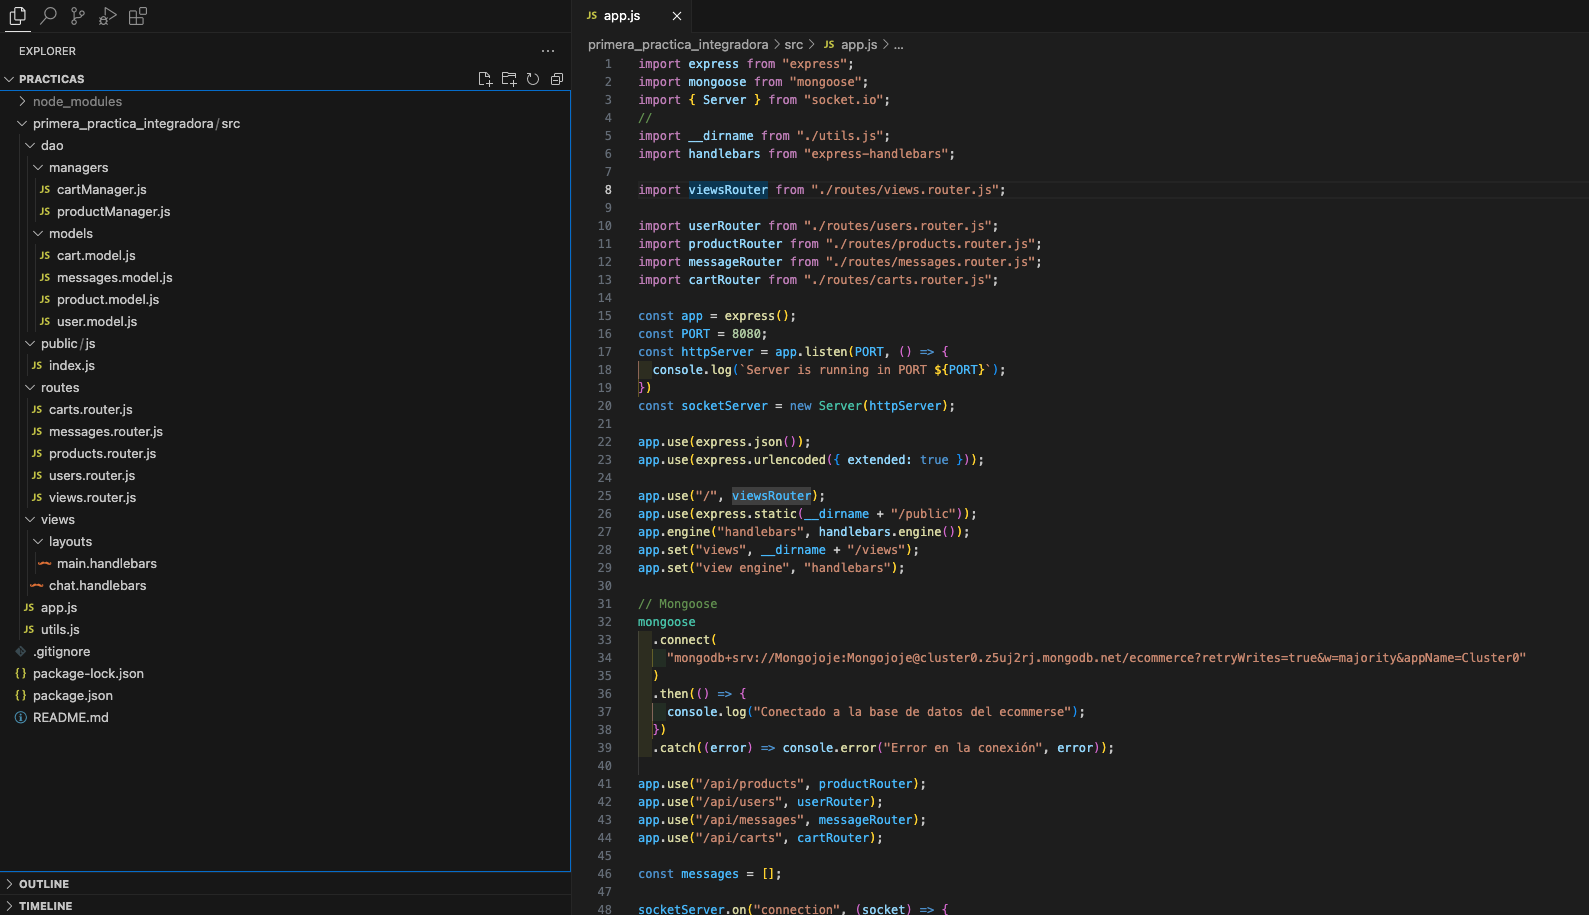 EXPLORER
PRACTICAS
node_modules
primera_practica_integradora/src
dao
managers
JS cartManager.js
JS productManager.js
models
JS cart.model.js
JS messages.model.js
JS product.model.js
JS user.model.js
public/js
JS index.js
routes
JS carts.router.js
JS messages.router.js
JS products.router.js
JS users.router.js
JS views.router.js
views
layouts
main.handlebars
chat.handlebars
JS app.js
JS utils.js
.gitignore
{} package-lock.json
{} package.json
README.md
OUTLINE
TIMELINE
JS app.js
primera_practica_integradora > src > JS app.js > ...
1 import express from "express";
2 import mongoose from "mongoose";
3 import { Server } from "socket.io";
4 //
5 import __dirname from "./utils.js";
6 import handlebars from "express-handlebars";
7
8 import viewsRouter from "./routes/views.router.js";
9
10 import userRouter from "./routes/users.router.js";
11 import productRouter from "./routes/products.router.js";
12 import messageRouter from "./routes/messages.router.js";
13 import cartRouter from "./routes/carts.router.js";
14
15 const app = express();
16 const PORT = 8080;
17 const httpServer = app.listen(PORT, () => {
18 console.log(`Server is running in PORT ${PORT}`);
19 })
20 const socketServer = new Server(httpServer);
21
22 app.use(express.json());
23 app.use(express.urlencoded({ extended: true }));
24
25 app.use("/", viewsRouter);
26 app.use(express.static(__dirname + "/public"));
27 app.engine("handlebars", handlebars.engine());
28 app.set("views", __dirname + "/views");
29 app.set("view engine", "handlebars");
30
31 // Mongoose
32 mongoose
33 .connect(
34 "mongodb+srv://Mongojoje:Mongojoje@cluster0.z5uj2rj.mongodb.net/ecommerce?retryWrites=true&w=majority&appName=Cluster0"
35 )
36 .then(() => {
37 console.log("Conectado a la base de datos del ecommerse");
38 })
39 .catch((error) => console.error("Error en la conexión", error));
40
41 app.use("/api/products", productRouter);
42 app.use("/api/users", userRouter);
43 app.use("/api/messages", messageRouter);
44 app.use("/api/carts", cartRouter);
45
46 const messages = [];
47
48 socketServer.on("connection", (socket) => {